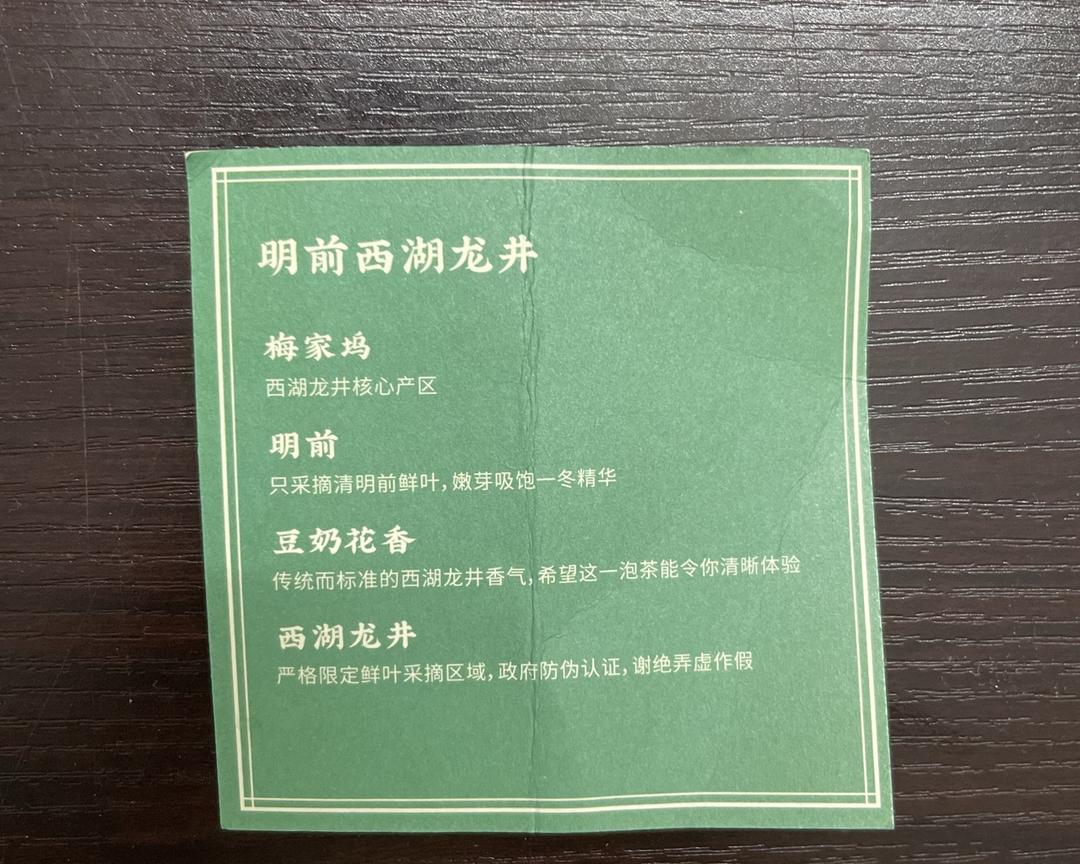 明前西湖龙井
梅家坞
西湖龙井核心产区
明前
只采摘清明前鲜叶,嫩芽吸饱一冬精华
豆奶花香
传统而标准的西湖龙井香气,希望这一泡茶能令你清晰体验
西湖龙井
严格限定鲜叶采摘区域,政府防伪认证,谢绝弄虚作假